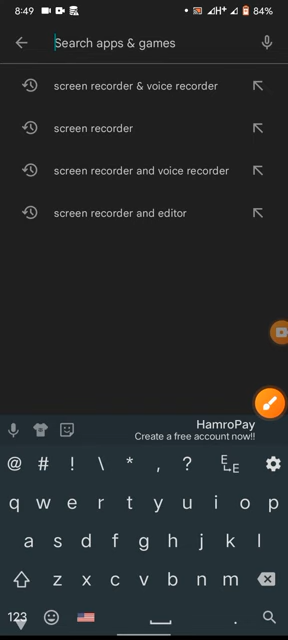 8:49
H+
84%
Search apps & games
screen recorder & voice recorder
screen recorder
screen recorder and voice recorder
screen recorder and editor
HamroPay
Create a free account now!!
@ # ! \ * , ? E E
q w e r t y u i o p
a s d f g h j k l
z x c v b n m
123 .